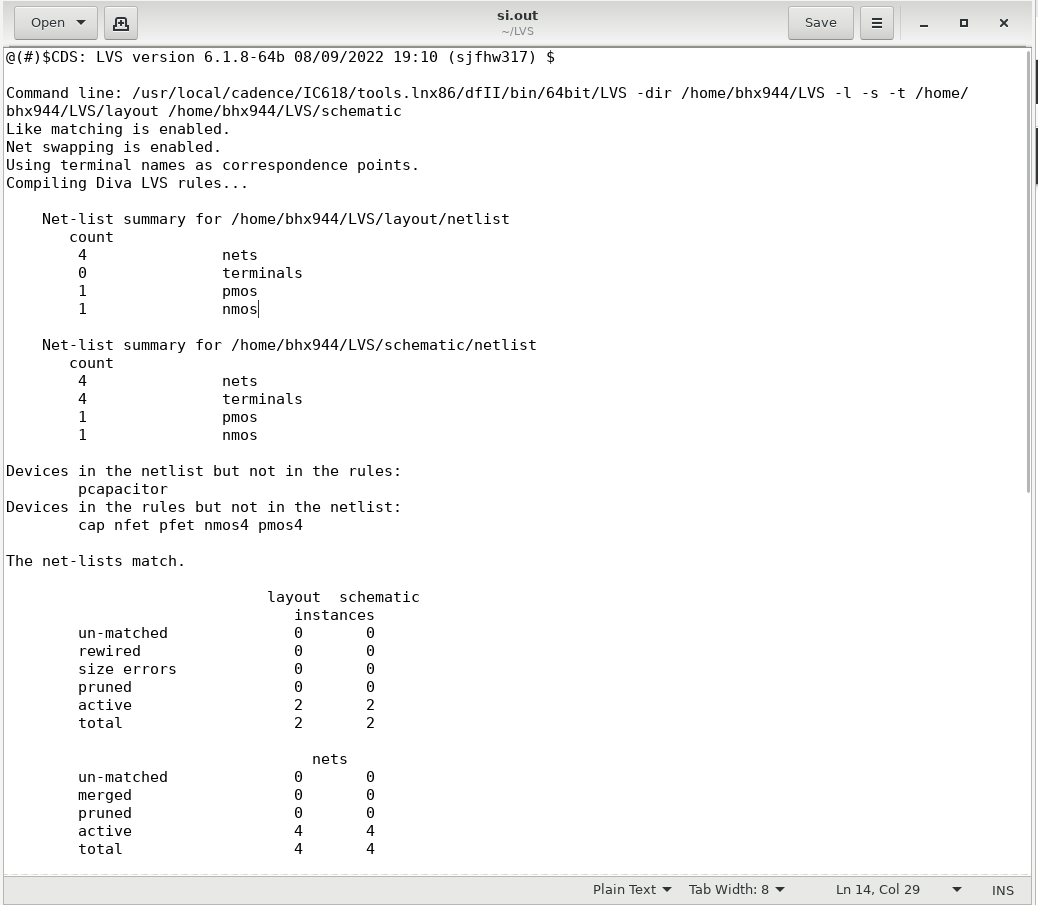 Open
si.out
~/LVS
Save
@(#)$CDS: LVS version 6.1.8-64b 08/09/2022 19:10 (sjfhw317) $
Command line: /usr/local/cadence/IC618/tools.lnx86/dfII/bin/64bit/LVS -dir /home/bhx944/LVS -l -s -t /home/
bhx944/LVS/layout /home/bhx944/LVS/schematic
Like matching is enabled.
Net swapping is enabled.
Using terminal names as correspondence points.
Compiling Diva LVS rules...
Net-list summary for /home/bhx944/LVS/layout/netlist
count
4 nets
0 terminals
1 pmos
1 nmos
Net-list summary for /home/bhx944/LVS/schematic/netlist
count
4 nets
4 terminals
1 pmos
1 nmos
Devices in the netlist but not in the rules:
pcapacitor
Devices in the rules but not in the netlist:
cap nfet pfet nmos4 pmos4
The net-lists match.
layout schematic
instances
un-matched 0 0
rewired 0 0
size errors 0 0
pruned 0 0
active 2 2
total 2 2
nets
un-matched 0 0
merged 0 0
pruned 0 0
active 4 4
total 4 4
Plain Text Tab Width: 8 Ln 14, Col 29 INS